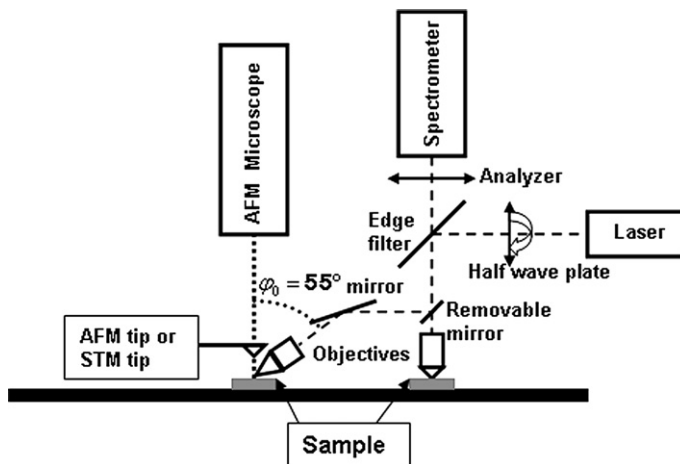 AFM Microscope
Spectrometer
Analyzer
Edge
filter
Laser
Half wave plate
φ₀ = 55°
mirror
Removable
mirror
AFM tip or
STM tip
Objectives
Sample